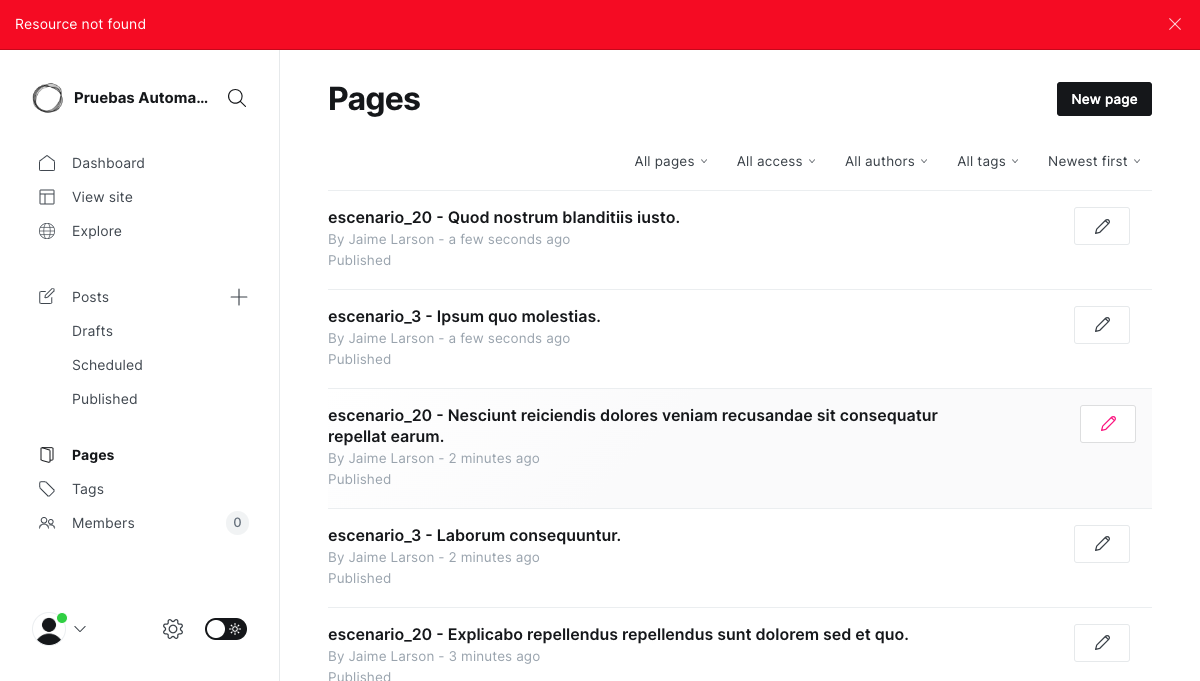 Resource not found
Pruebas Automa...
Dashboard
View site
Explore
Posts
Drafts
Scheduled
Published
Pages
Tags
Members 0
Pages
New page
All pages All access All authors All tags Newest first
escenario_20 - Quod nostrum blanditiis iusto.
By Jaime Larson - a few seconds ago
Published
escenario_3 - Ipsum quo molestias.
By Jaime Larson - a few seconds ago
Published
escenario_20 - Nesciunt reiciendis dolores veniam recusandae sit consequatur
repellat earum.
By Jaime Larson - 2 minutes ago
Published
escenario_3 - Laborum consequuntur.
By Jaime Larson - 2 minutes ago
Published
escenario_20 - Explicabo repellendus repellendus sunt dolorem sed et quo.
By Jaime Larson - 3 minutes ago
Published